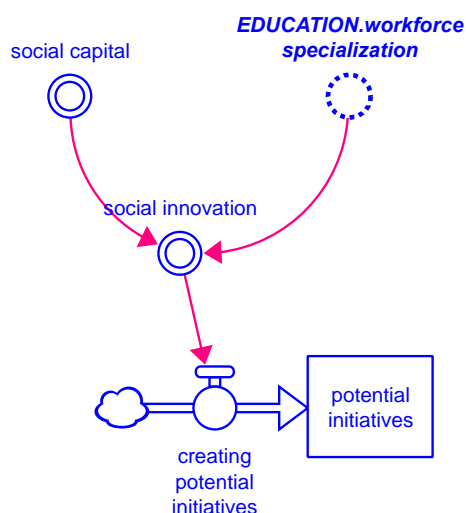 EDUCATION.workforce
specialization
social capital
social innovation
potential
initiatives
creating
potential
initiatives